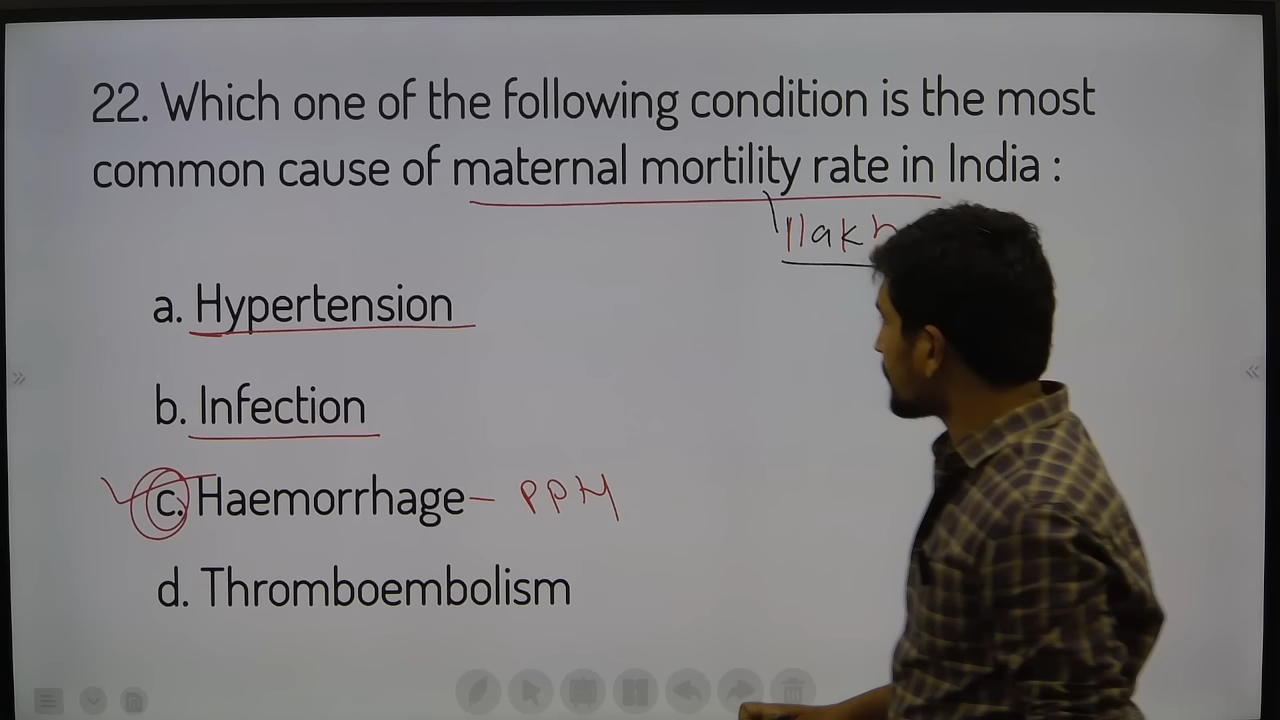 22. Which one of the following condition is the most
common cause of maternal mortility rate in India :
1lakh
a. Hypertension
b. Infection
c. Haemorrhage - PPH
d. Thromboembolism